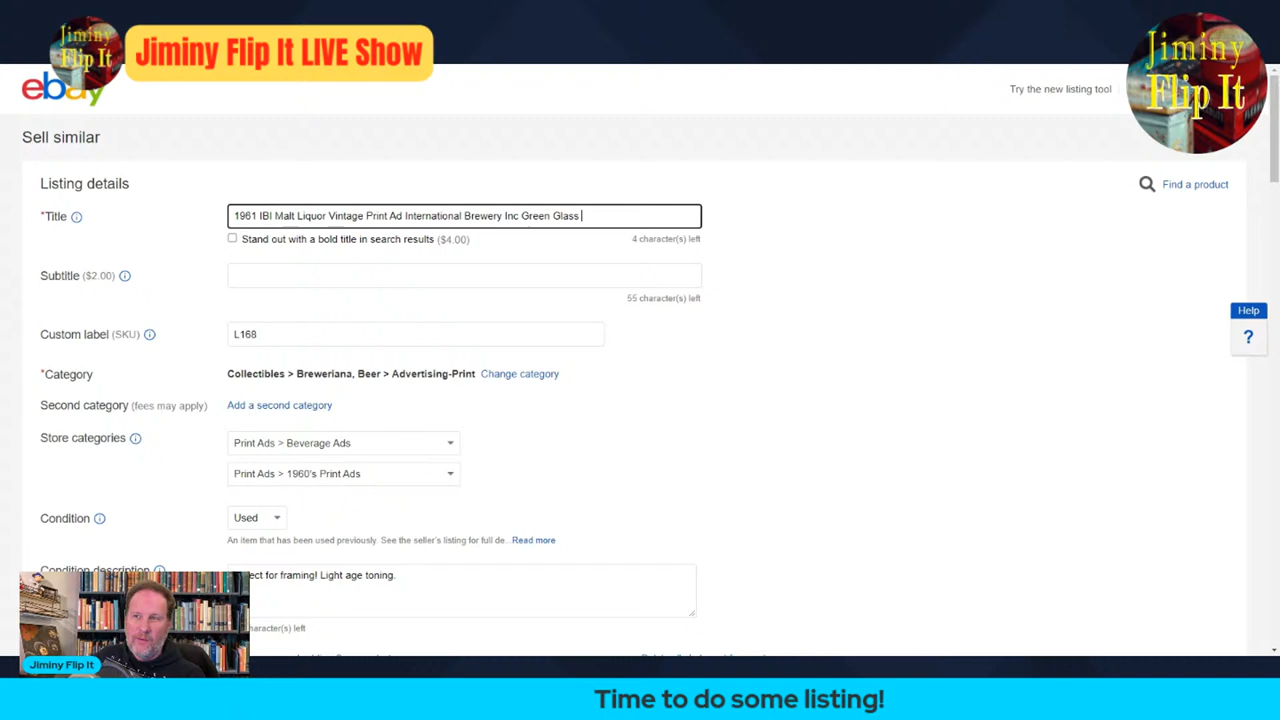 Jiminy Flip It
Jiminy Flip It LIVE Show
Jiminy
Flip It
ebay
Try the new listing tool
Sell similar
Listing details
Find a product
*Title
1961 IBI Malt Liquor Vintage Print Ad International Brewery Inc Green Glass
Stand out with a bold title in search results ($4.00)
4 character(s) left
Subtitle ($2.00)
55 character(s) left
Help
?
Custom label (SKU)
L168
*Category
Collectibles > Breweriana, Beer > Advertising-Print Change category
Second category (fees may apply)
Add a second category
Store categories
Print Ads > Beverage Ads
Print Ads > 1960's Print Ads
Condition
Used
An item that has been used previously. See the seller's listing for full de... Read more
Condition description
for framing! Light age toning.
left
Jiminy Flip It
Time to do some listing!